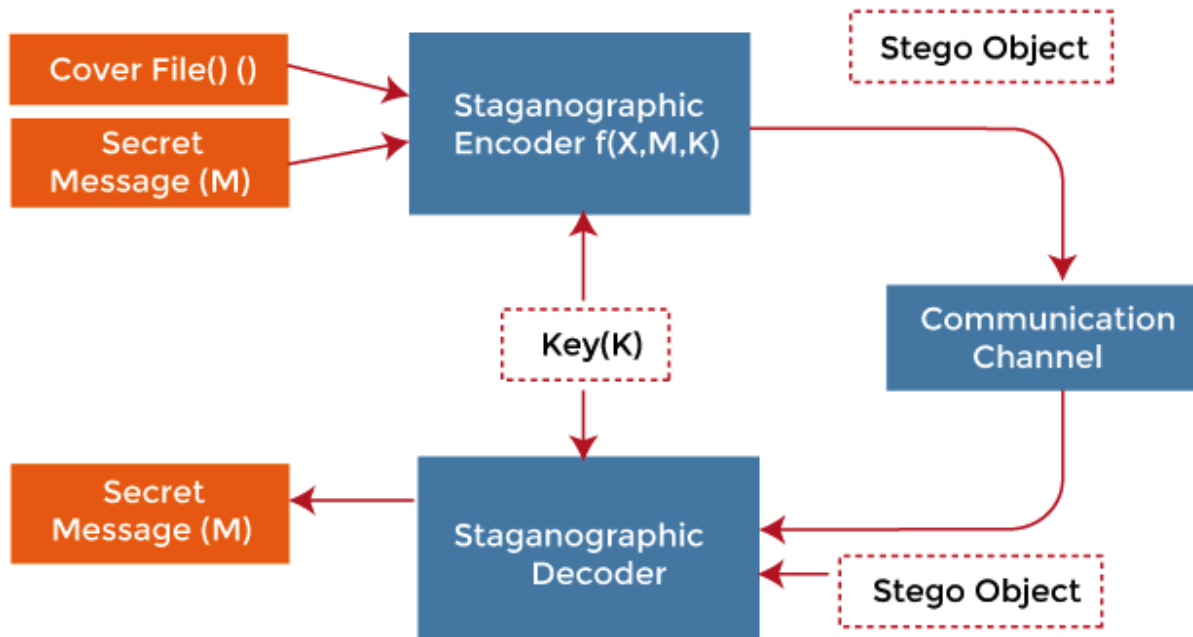 Cover File() ()
Secret
Message (M)
Staganographic
Encoder f(X,M,K)
Stego Object
Key(K)
Communication
Channel
Secret
Message (M)
Staganographic
Decoder
Stego Object